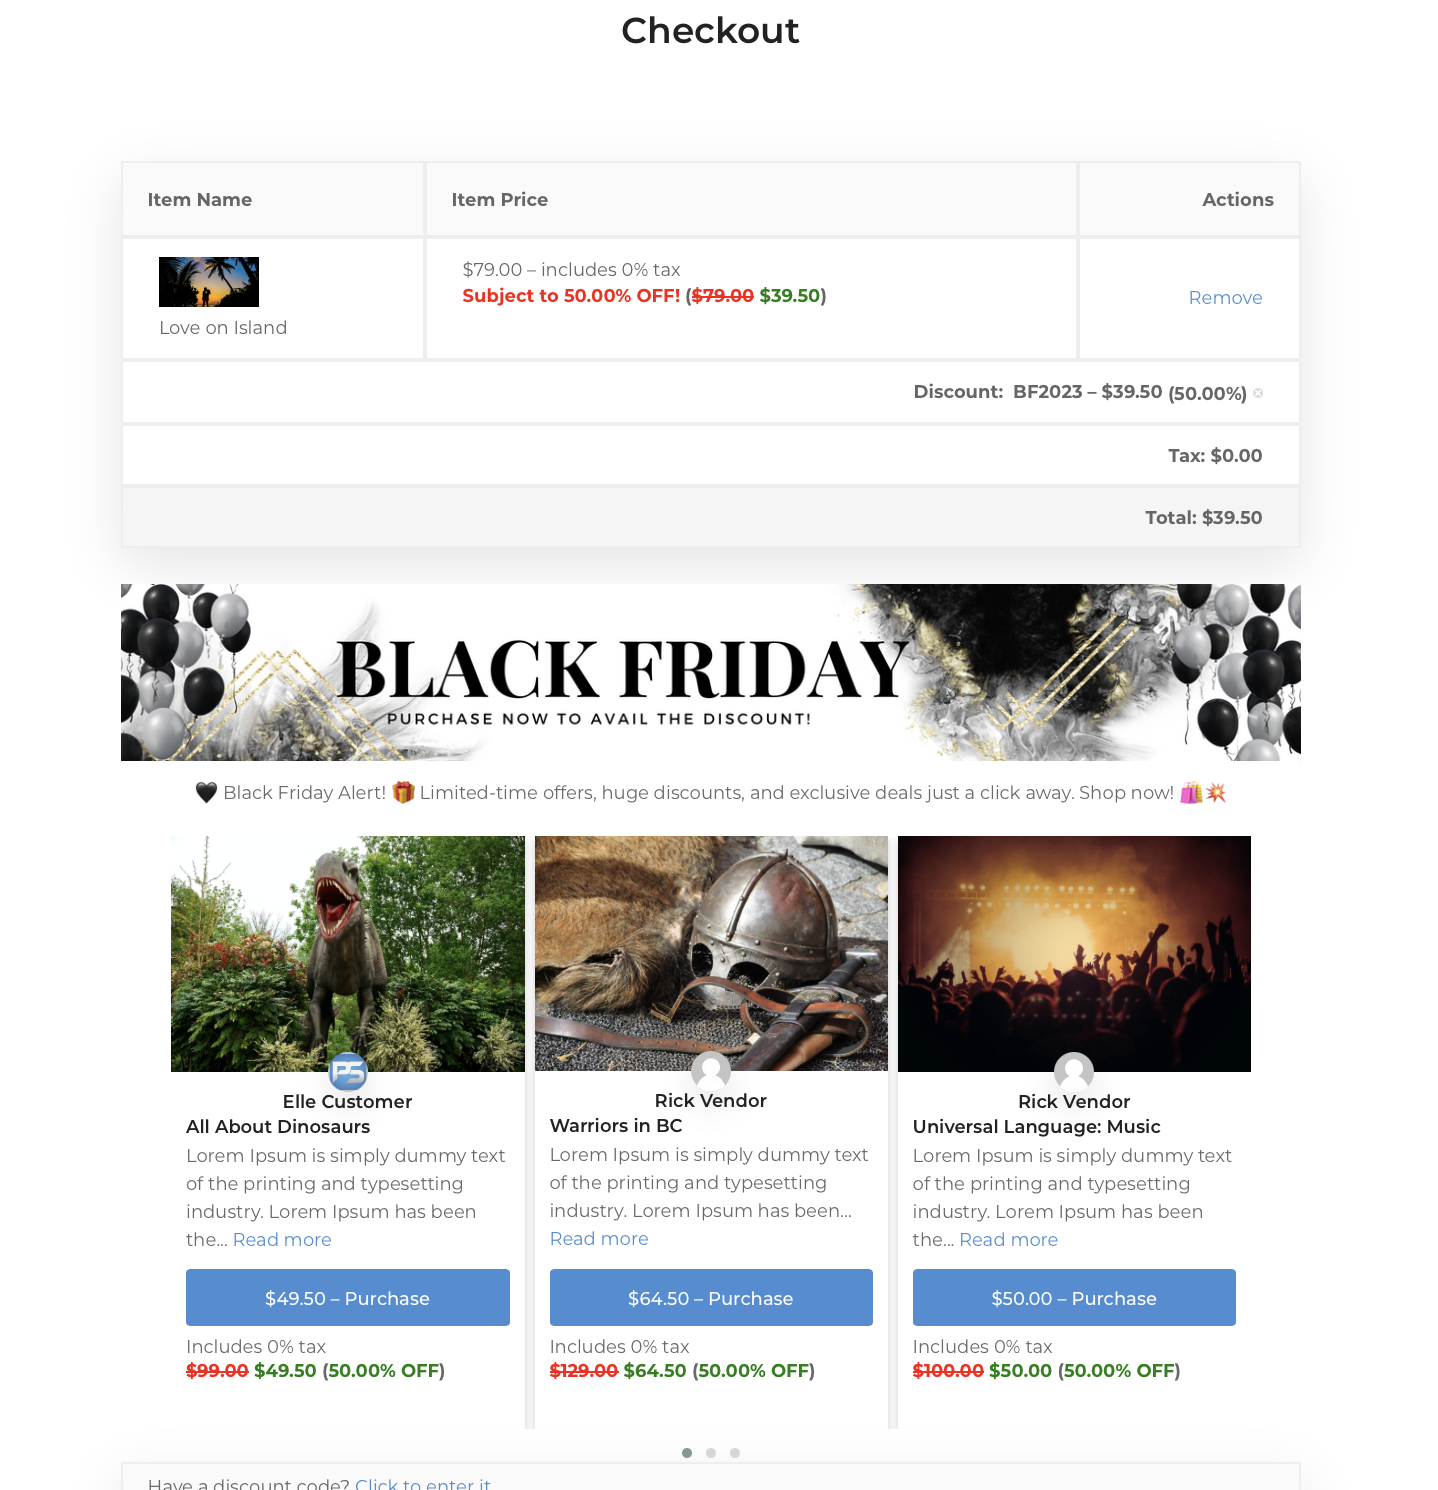 Checkout
Item Name
Item Price
Actions
Love on Island
$79.00 – includes 0% tax
Subject to 50.00% OFF! ($79.00 $39.50)
Remove
Discount: BF2023 – $39.50 (50.00%)
Tax: $0.00
Total: $39.50
BLACK FRIDAY
PURCHASE NOW TO AVAIL THE DISCOUNT!
🖤 Black Friday Alert! 🎁 Limited-time offers, huge discounts, and exclusive deals just a click away. Shop now! 🛍️💥
PS
Elle Customer
All About Dinosaurs
Lorem Ipsum is simply dummy text
of the printing and typesetting
industry. Lorem Ipsum has been
the... Read more
$49.50 – Purchase
Includes 0% tax
$99.00 $49.50 (50.00% OFF)
Rick Vendor
Warriors in BC
Lorem Ipsum is simply dummy text
of the printing and typesetting
industry. Lorem Ipsum has been...
Read more
$64.50 – Purchase
Includes 0% tax
$129.00 $64.50 (50.00% OFF)
Rick Vendor
Universal Language: Music
Lorem Ipsum is simply dummy text
of the printing and typesetting
industry. Lorem Ipsum has been
the... Read more
$50.00 – Purchase
Includes 0% tax
$100.00 $50.00 (50.00% OFF)
Have a discount code? Click to enter it